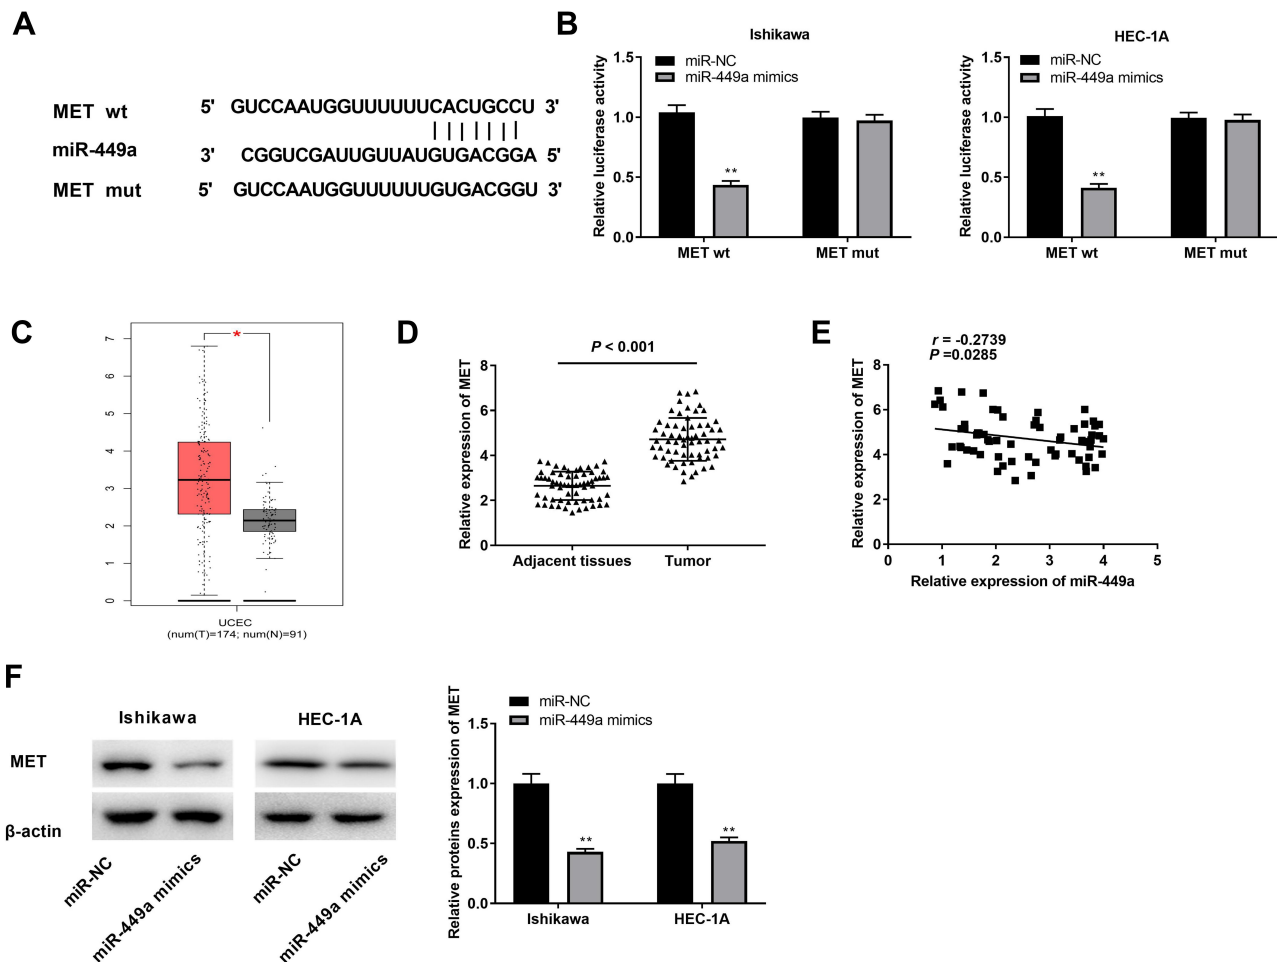 A
MET wt 5' GUCCAAUGGUUUUUUCACUGCCU 3'
miR-449a 3' CGGUCGAUUGUUAUGUGACGGA 5'
MET mut 5' GUCCAAUGGUUUUUUGUGACGGU 3'
B
Ishikawa
miR-NC
miR-449a mimics
Relative luciferase activity
1.5
1.0
0.5
0.0
**
MET wt MET mut
HEC-1A
miR-NC
miR-449a mimics
Relative luciferase activity
1.5
1.0
0.5
0.0
**
MET wt MET mut
C
*
7
6
5
4
3
2
1
0
UCEC
(num(T)=174; num(N)=91)
D
P < 0.001
Relative expression of MET
8
6
4
2
0
Adjacent tissues Tumor
E
r = -0.2739
P =0.0285
Relative expression of MET
8
6
4
2
0
0 1 2 3 4 5
Relative expression of miR-449a
F
Ishikawa HEC-1A
MET
β-actin
miR-NC
miR-449a mimics
miR-NC
miR-449a mimics
miR-NC
miR-449a mimics
Relative proteins expression of MET
1.5
1.0
0.5
0.0
**
**
Ishikawa HEC-1A